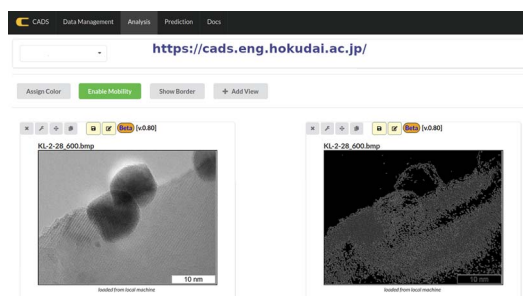 CADS Data Management Analysis Prediction Docs
https://cads.eng.hokudai.ac.jp/
Assign Color Enable Mobility Show Border + Add View
(Beta) [v.0.80]
KL-2-28_600.bmp
10 nm
loaded from local machine
(Beta) [v.0.80]
KL-2-28_600.bmp
10 nm
loaded from local machine